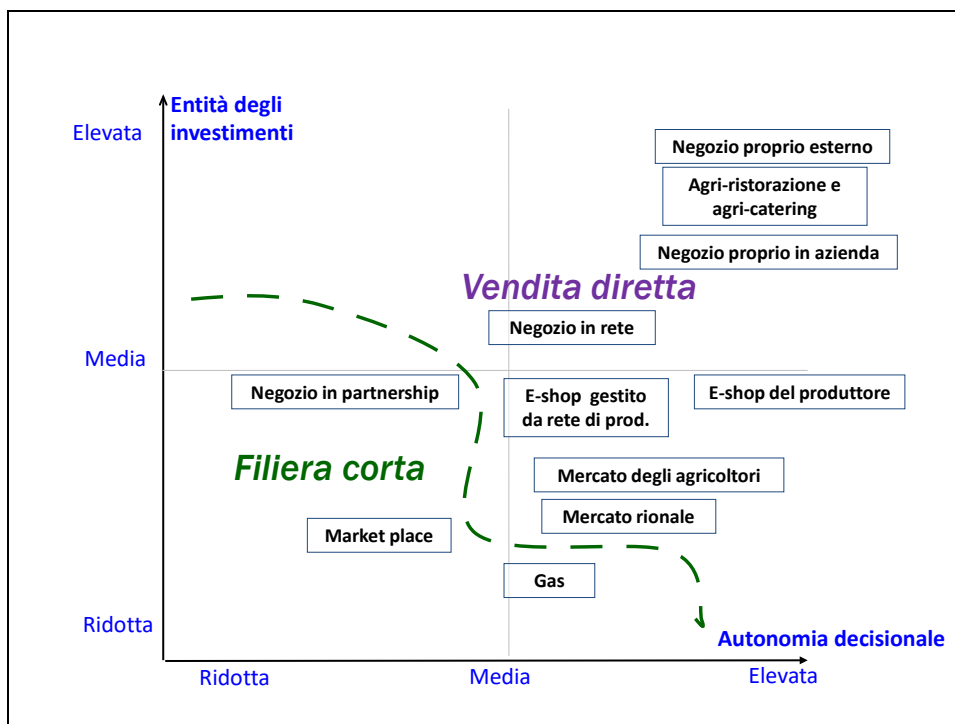 Entità degli
investimenti
Elevata
Negozio proprio esterno
Agri-ristorazione e
agri-catering
Negozio proprio in azienda
Vendita diretta
Negozio in rete
Media
Negozio in partnership
E-shop gestito
da rete di prod.
E-shop del produttore
Filiera corta
Mercato degli agricoltori
Mercato rionale
Market place
Gas
Ridotta
Autonomia decisionale
Ridotta
Media
Elevata